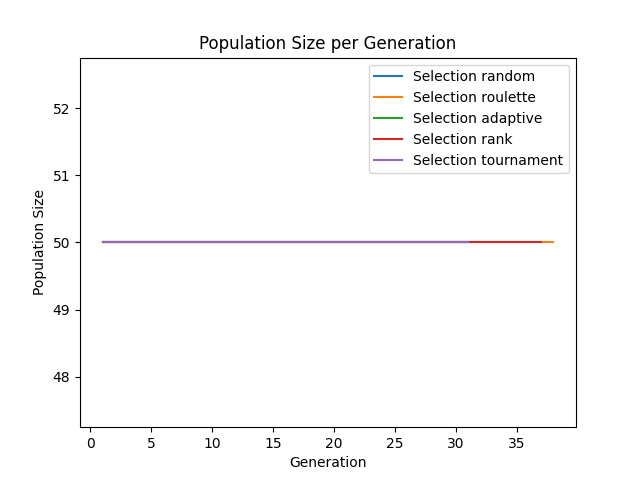 Population Size per Generation
Selection random
Selection roulette
Selection adaptive
Selection rank
Selection tournament
52
51
50
49
48
Population Size
0 5 10 15 20 25 30 35
Generation